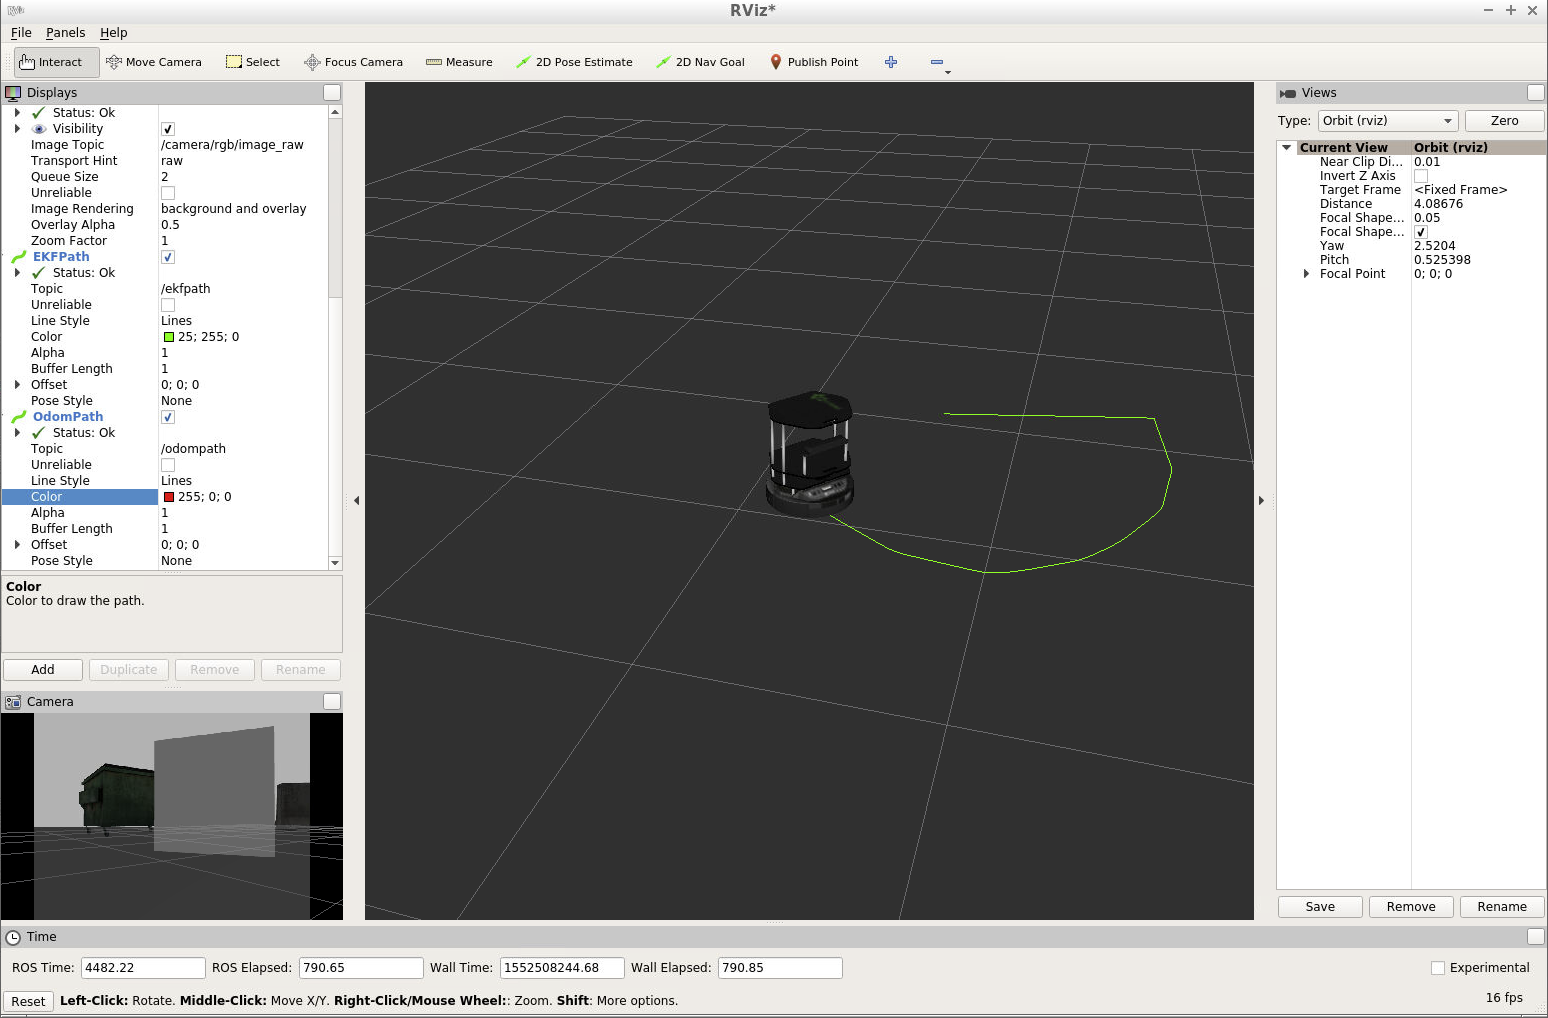 RViz*
File Panels Help
Interact Move Camera Select Focus Camera Measure 2D Pose Estimate 2D Nav Goal Publish Point
Displays
Status: Ok
Visibility
Image Topic /camera/rgb/image_raw
Transport Hint raw
Queue Size 2
Unreliable
Image Rendering background and overlay
Overlay Alpha 0.5
Zoom Factor 1
EKFPath
Status: Ok
Topic /ekfpath
Unreliable
Line Style Lines
Color 25; 255; 0
Alpha 1
Buffer Length 1
Offset 0; 0; 0
Pose Style None
OdomPath
Status: Ok
Topic /odompath
Unreliable
Line Style Lines
Color 255; 0; 0
Alpha 1
Buffer Length 1
Offset 0; 0; 0
Pose Style None
Color
Color to draw the path.
Add Duplicate Remove Rename
Camera
Views
Type: Orbit (rviz) Zero
Current View Orbit (rviz)
Near Clip Di... 0.01
Invert Z Axis
Target Frame <Fixed Frame>
Distance 4.08676
Focal Shape... 0.05
Focal Shape...
Yaw 2.5204
Pitch 0.525398
Focal Point 0; 0; 0
Save Remove Rename
Time
ROS Time: 4482.22 ROS Elapsed: 790.65 Wall Time: 1552508244.68 Wall Elapsed: 790.85 Experimental
Reset Left-Click: Rotate. Middle-Click: Move X/Y. Right-Click/Mouse Wheel:: Zoom. Shift: More options. 16 fps